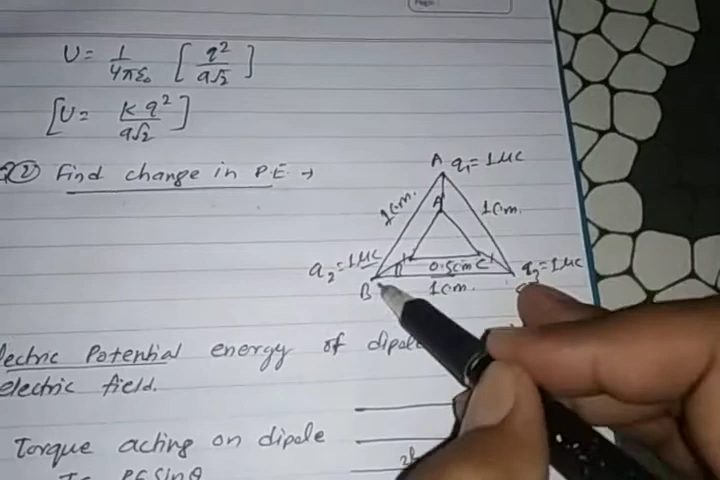 Page
U = 1/4πε₀ [q²/a√2]
[U = Kq²/a√2]
Q② Find change in P.E →
A q₁=1μC
1cm.
1cm.
A'
q₂=1μC
0.5cm C'
q₃=1μC
B
1cm.
lectric Potential energy of dipole
electric field.
Torque acting on dipole